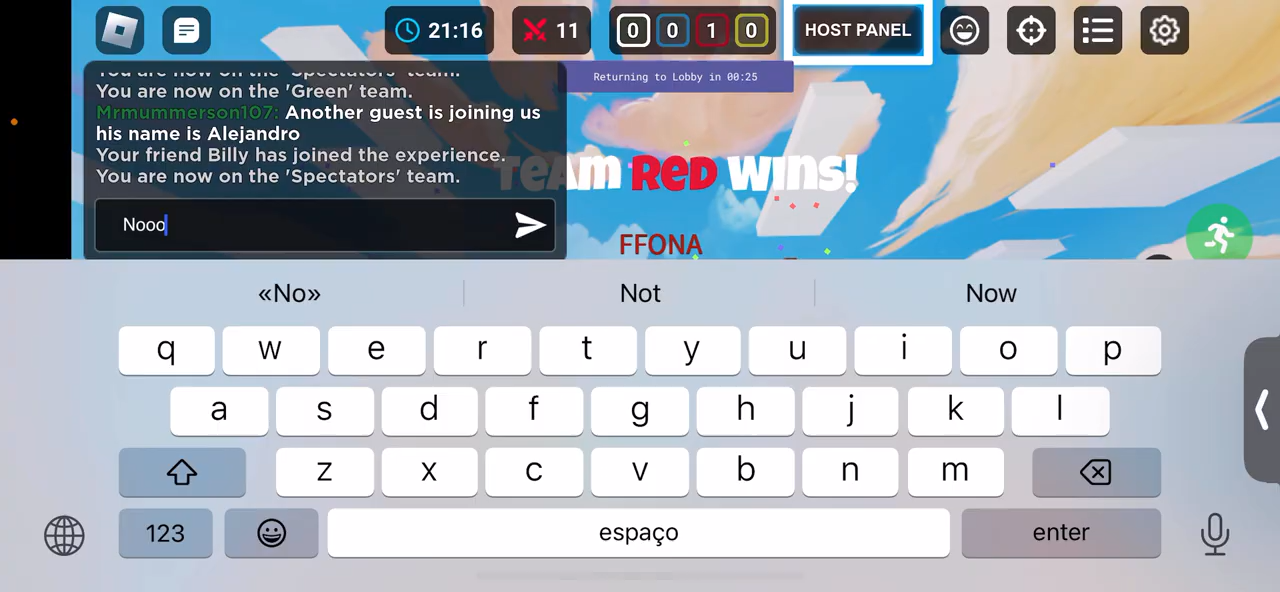 21:16
11
0 0 1 0
HOST PANEL
Returning to Lobby in 00:25
You are now on the 'Spectators' team.
You are now on the 'Green' team.
Mrmummerson107: Another guest is joining us
his name is Alejandro
Your friend Billy has joined the experience.
You are now on the 'Spectators' team.
TEAM RED WINS!
Nooo
FFONA
«No» Not Now
q w e r t y u i o p
a s d f g h j k l
z x c v b n m
123 espaço enter